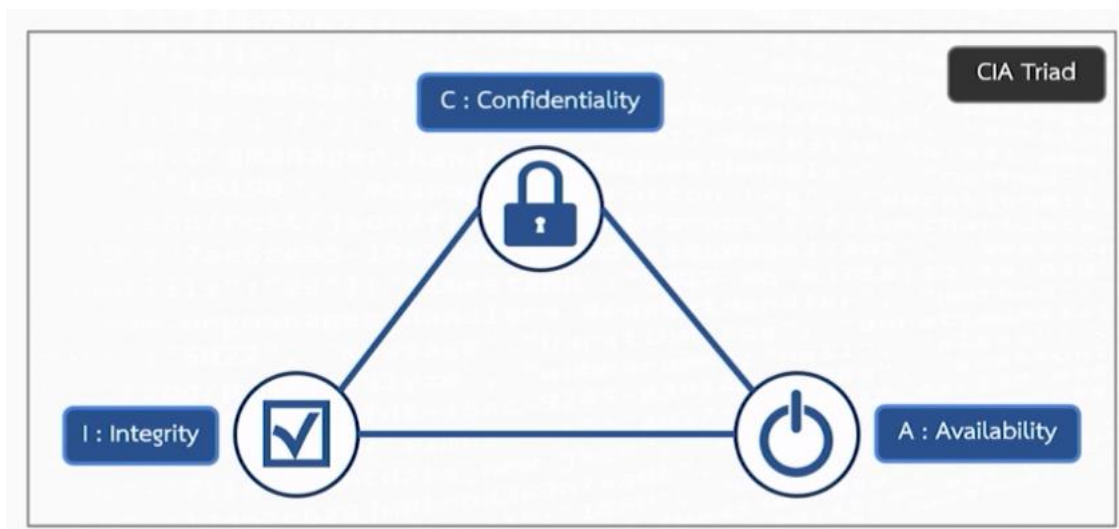 CIA Triad
C : Confidentiality
I : Integrity
A : Availability